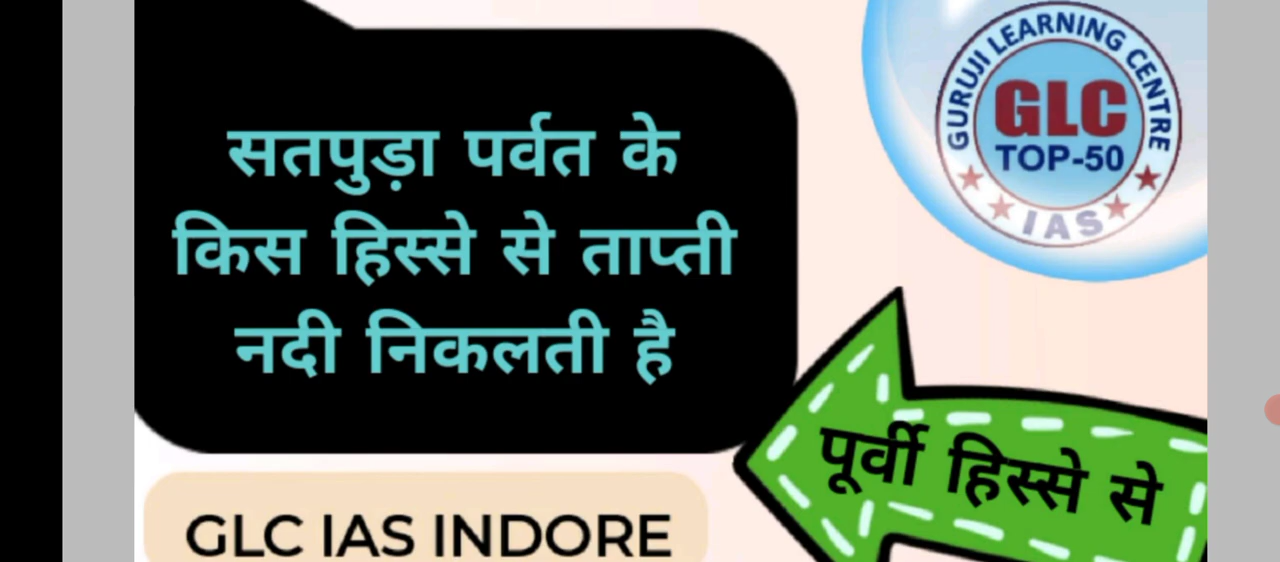 सतपुड़ा पर्वत के
किस हिस्से से ताप्ती
नदी निकलती है
GURUJI LEARNING CENTRE
GLC
TOP-50
IAS
पूर्वी हिस्से से
GLC IAS INDORE